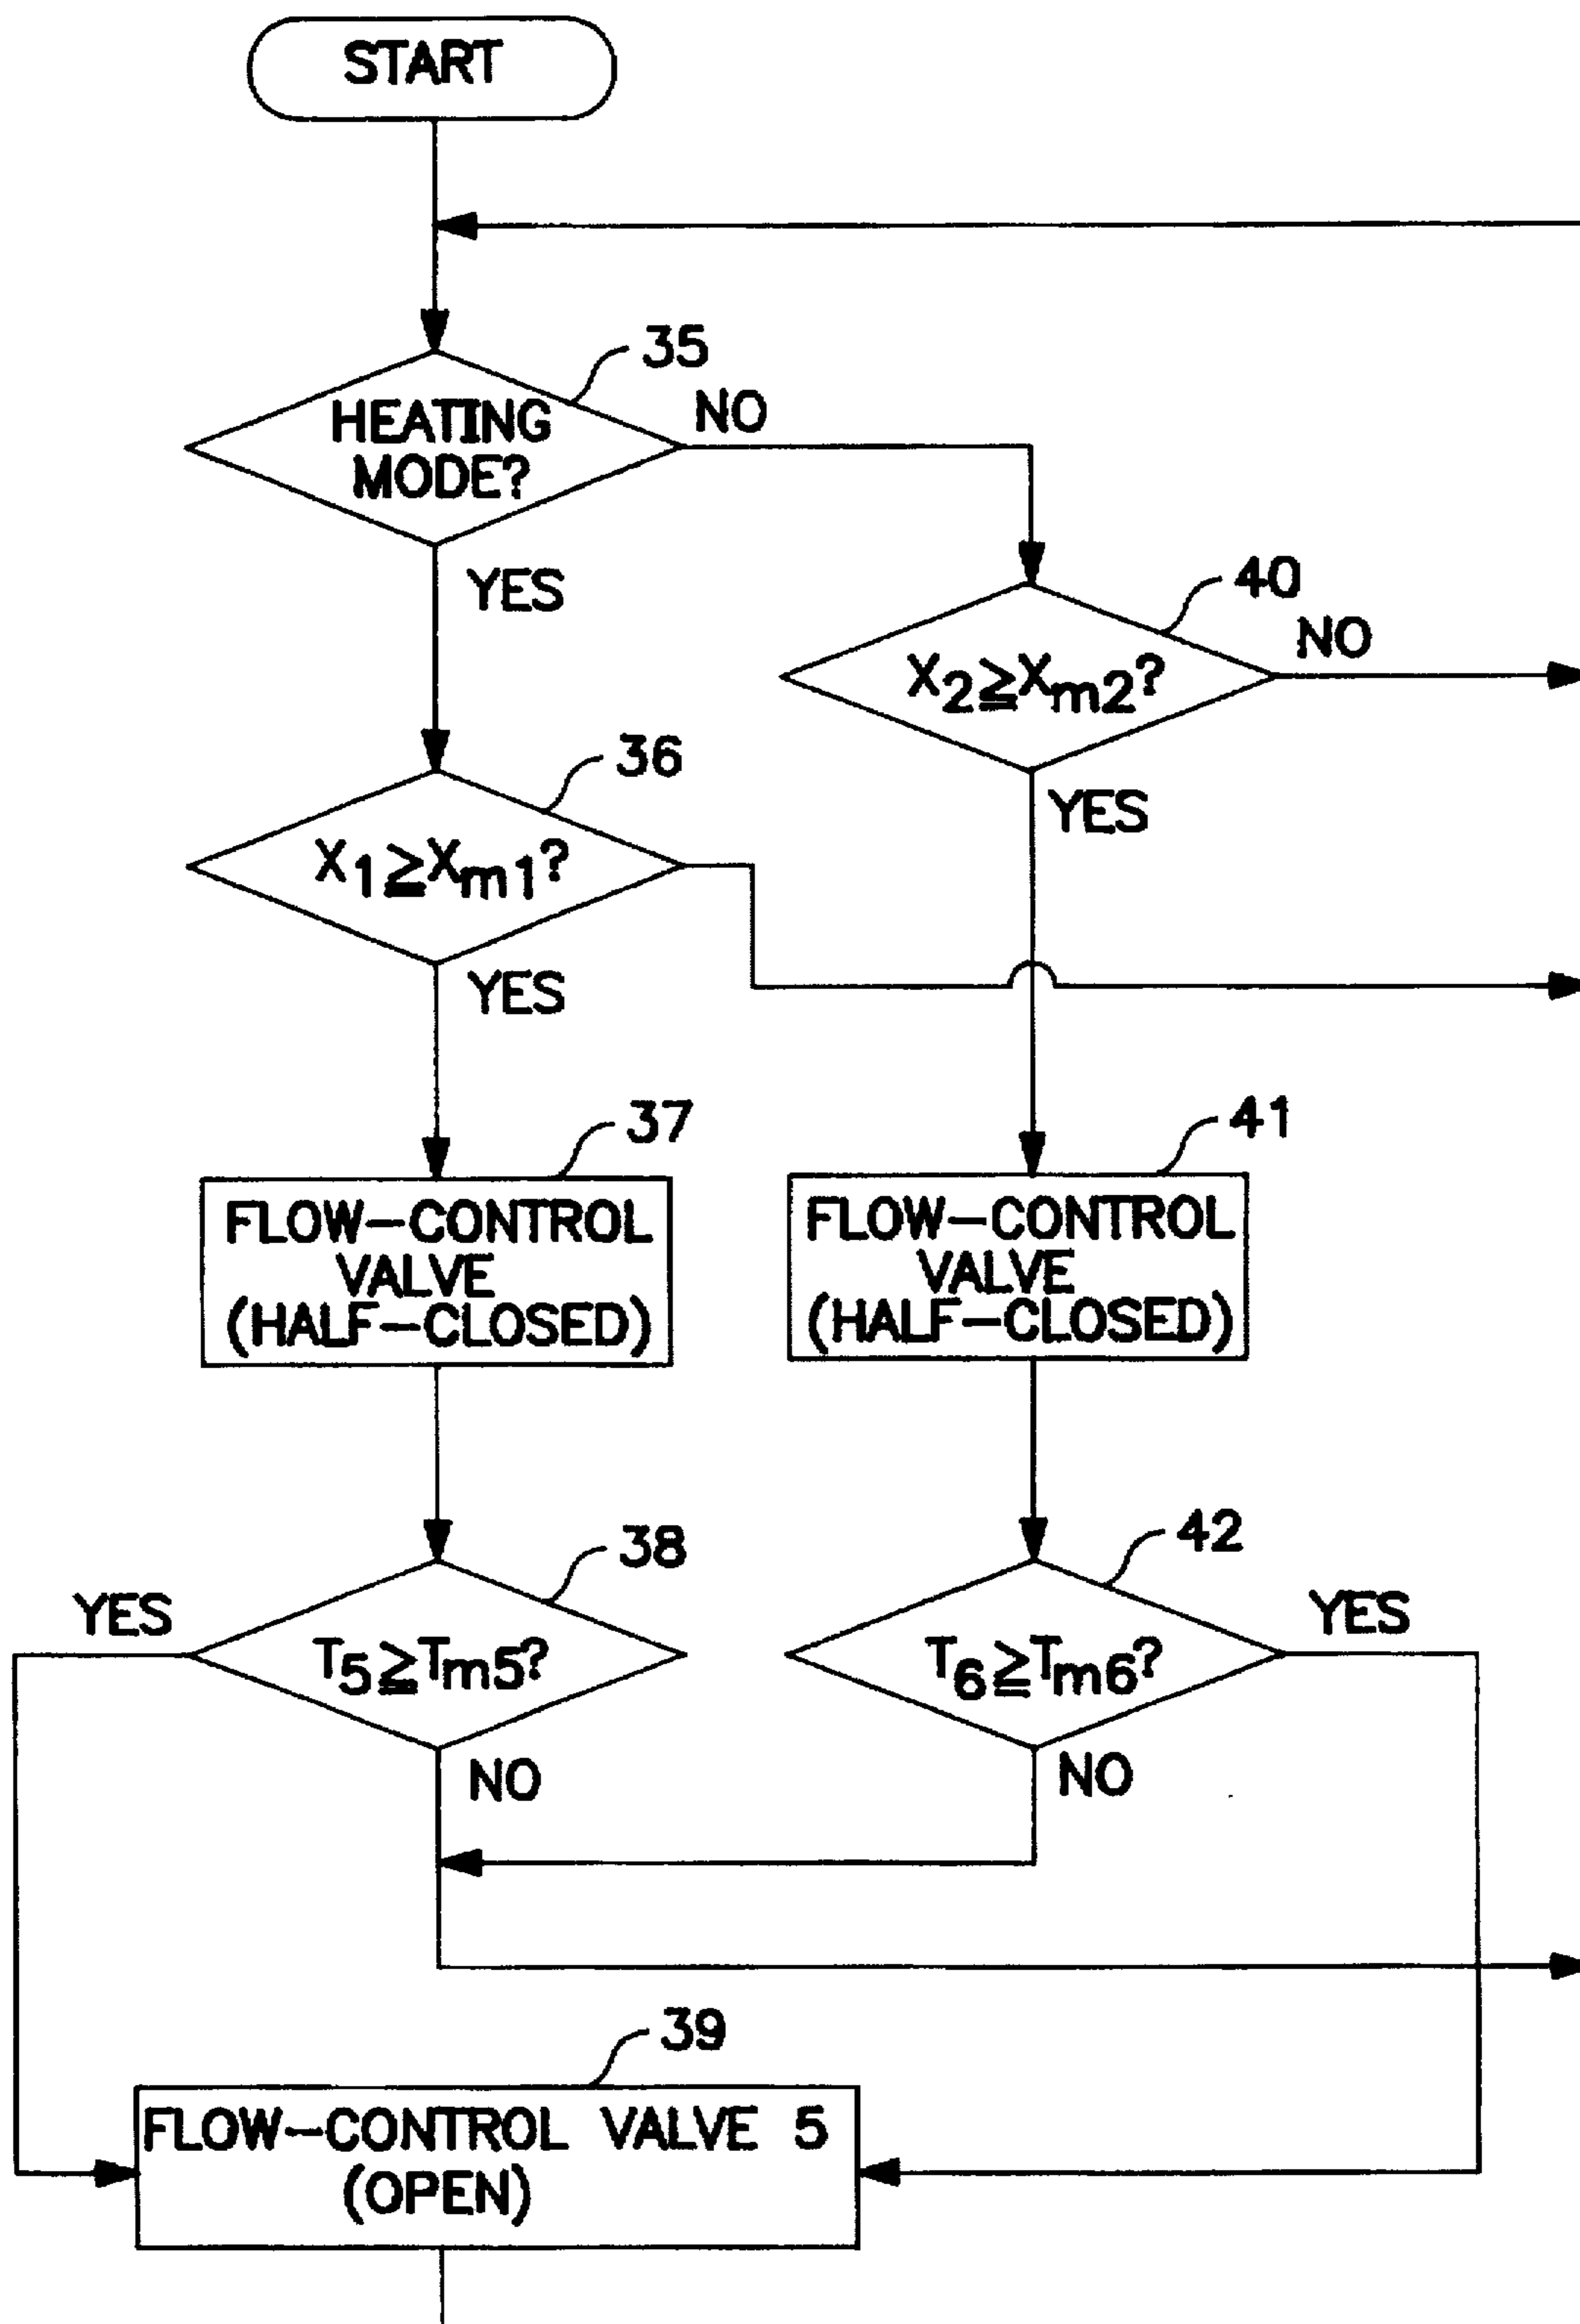 START
35
HEATING
MODE?
NO
YES
40
X2≧Xm2?
NO
YES
36
X1≧Xm1?
YES
37
FLOW-CONTROL
VALVE
(HALF-CLOSED)
41
FLOW-CONTROL
VALVE
(HALF-CLOSED)
38
YES
T5≧Tm5?
NO
42
YES
T6≧Tm6?
NO
39
FLOW-CONTROL VALVE 5
(OPEN)